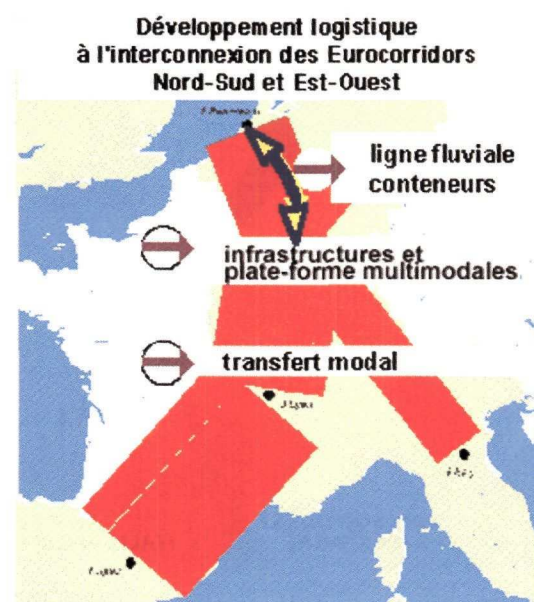 Développement logistique
à l'interconnexion des Eurocorridors
Nord-Sud et Est-Ouest
ligne fluviale
conteneurs
infrastructures et
plate-forme multimodales
transfert modal